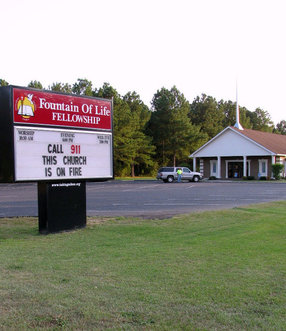 Fountain Of Life
FELLOWSHIP
WORSHIP EVENING
CALL 911
THIS CHURCH
IS ON FIRE